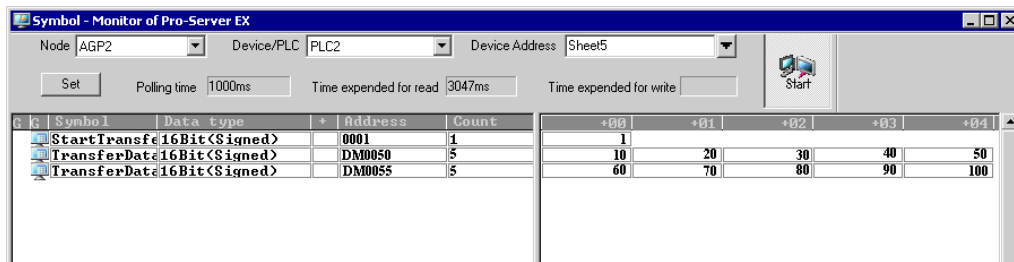 Symbol - Monitor of Pro-Server EX
Node AGP2 Device/PLC PLC2 Device Address Sheet5
Start
Set Polling time 1000ms Time expended for read 3047ms Time expended for write
G G Symbol Data type + Address Count +00 +01 +02 +03 +04
StartTransfe 16Bit(Signed) 0001 1 1
TransferData 16Bit(Signed) DM0050 5 10 20 30 40 50
TransferData 16Bit(Signed) DM0055 5 60 70 80 90 100